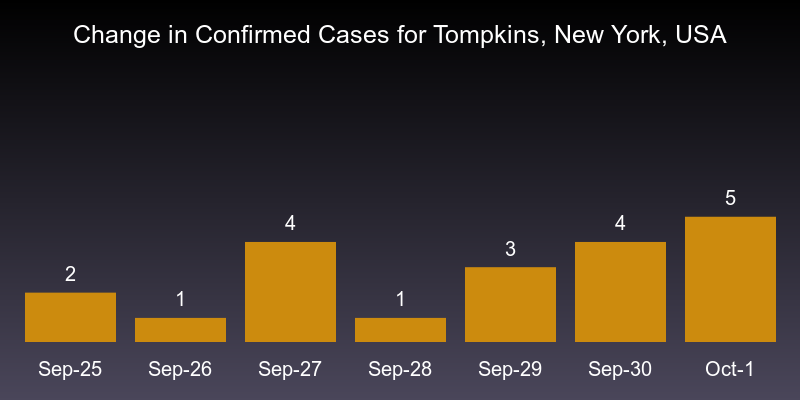 Change in Confirmed Cases for Tompkins, New York, USA
2
1
4
1
3
4
5
Sep-25
Sep-26
Sep-27
Sep-28
Sep-29
Sep-30
Oct-1